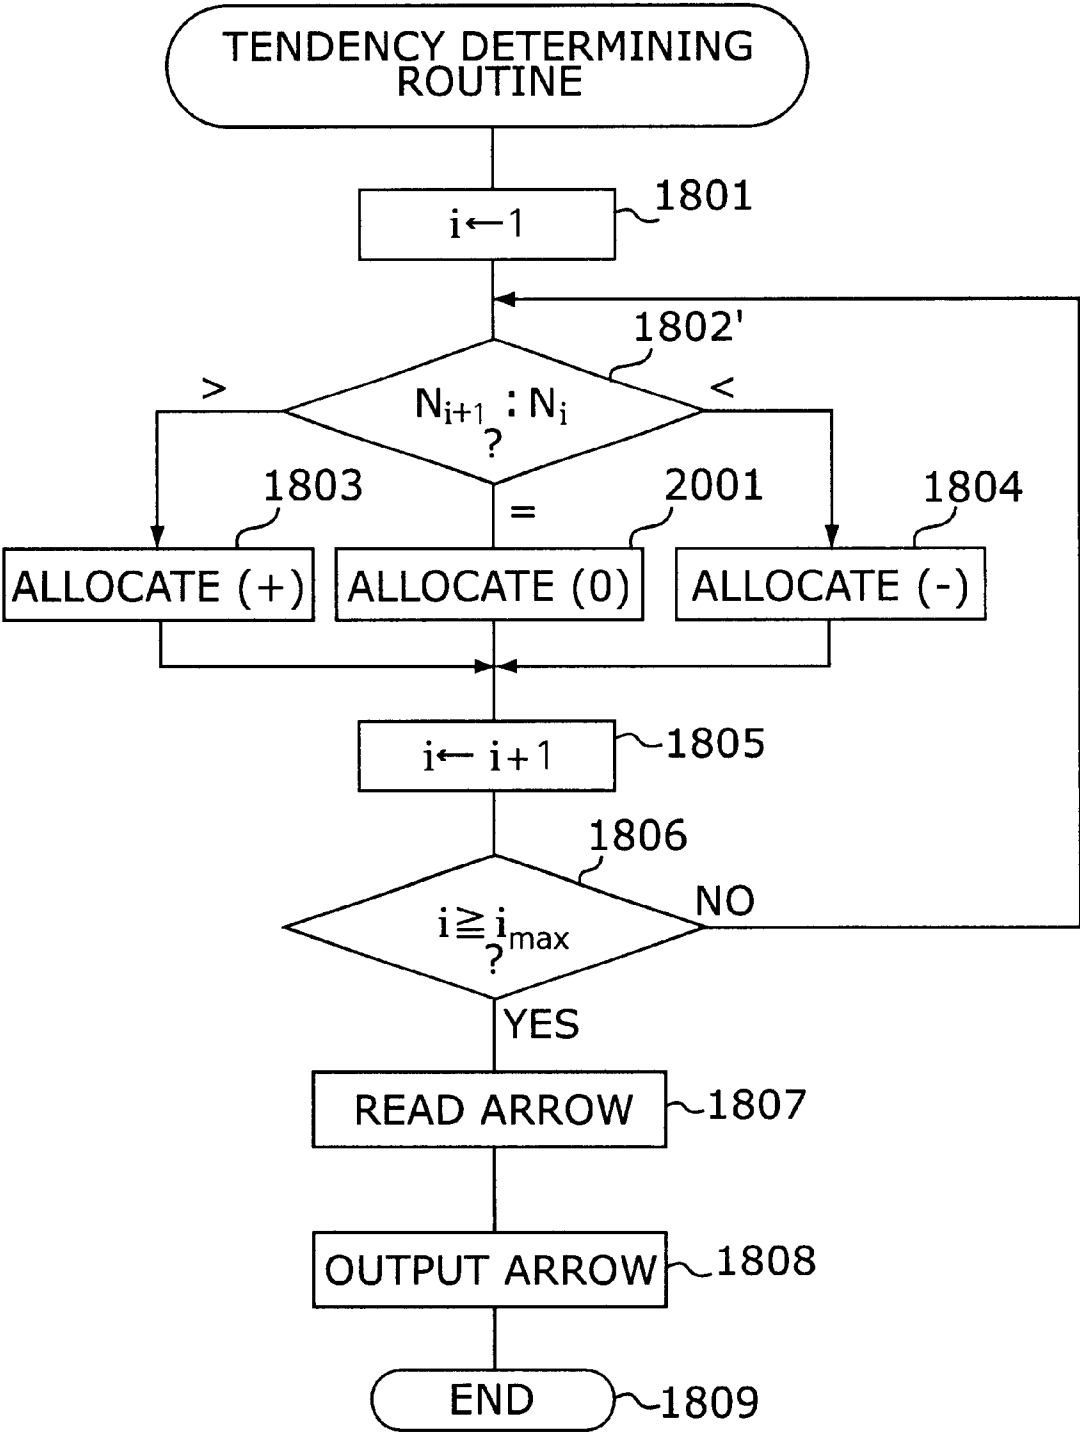 TENDENCY DETERMINING
ROUTINE
1801
i←1
1802'
>
<
Nᵢ₊₁ : Nᵢ
?
1803
=
2001
1804
ALLOCATE (+)
ALLOCATE (0)
ALLOCATE (-)
i← i+1
1805
1806
i≧imax
?
NO
YES
READ ARROW
1807
OUTPUT ARROW
1808
END
1809